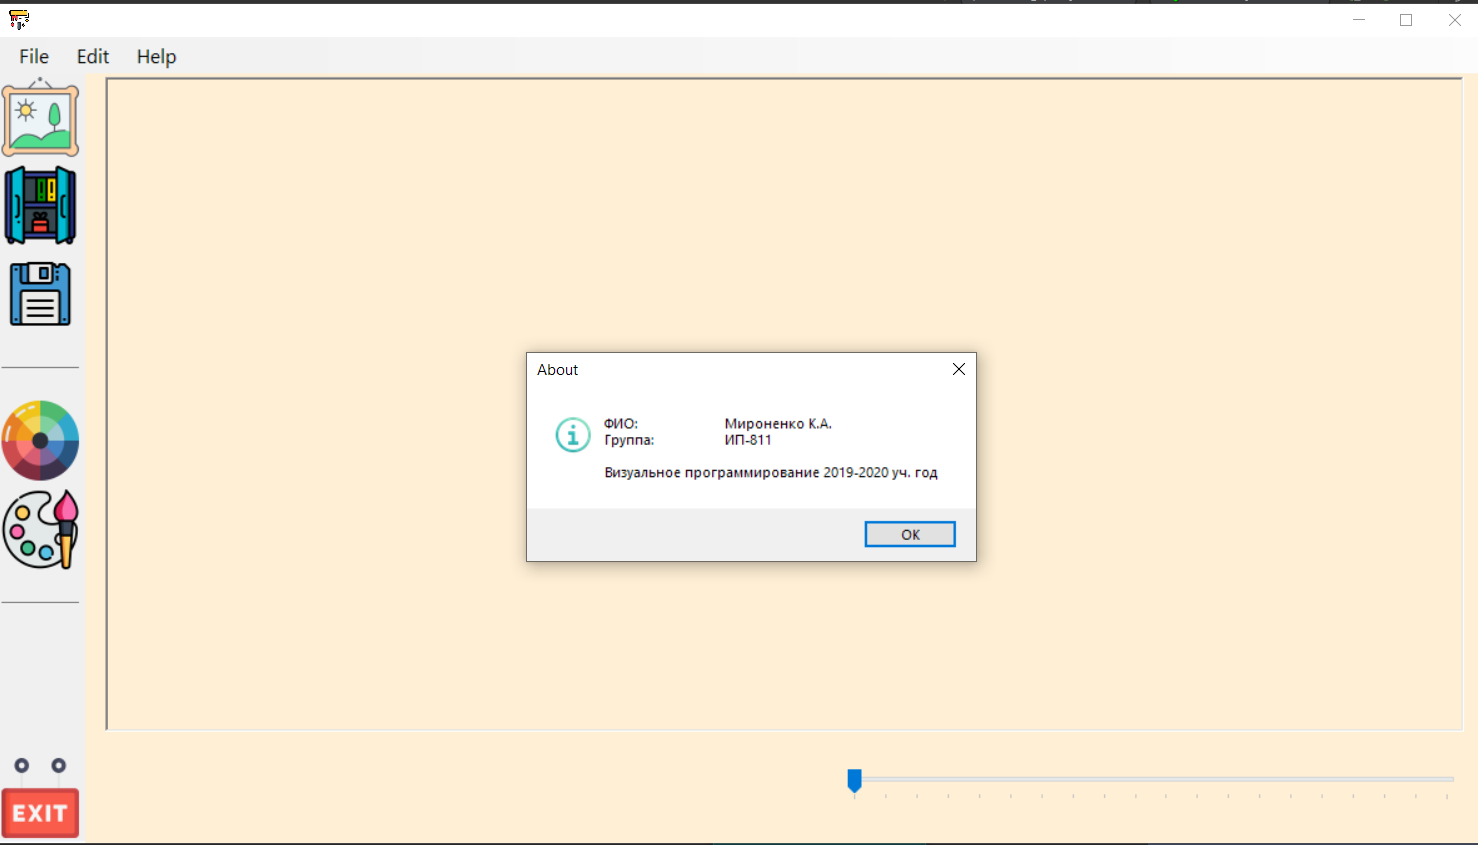 File Edit Help
About
ФИО: Мироненко К.А.
Группа: ИП-811
Визуальное программирование 2019-2020 уч. год
OK
EXIT